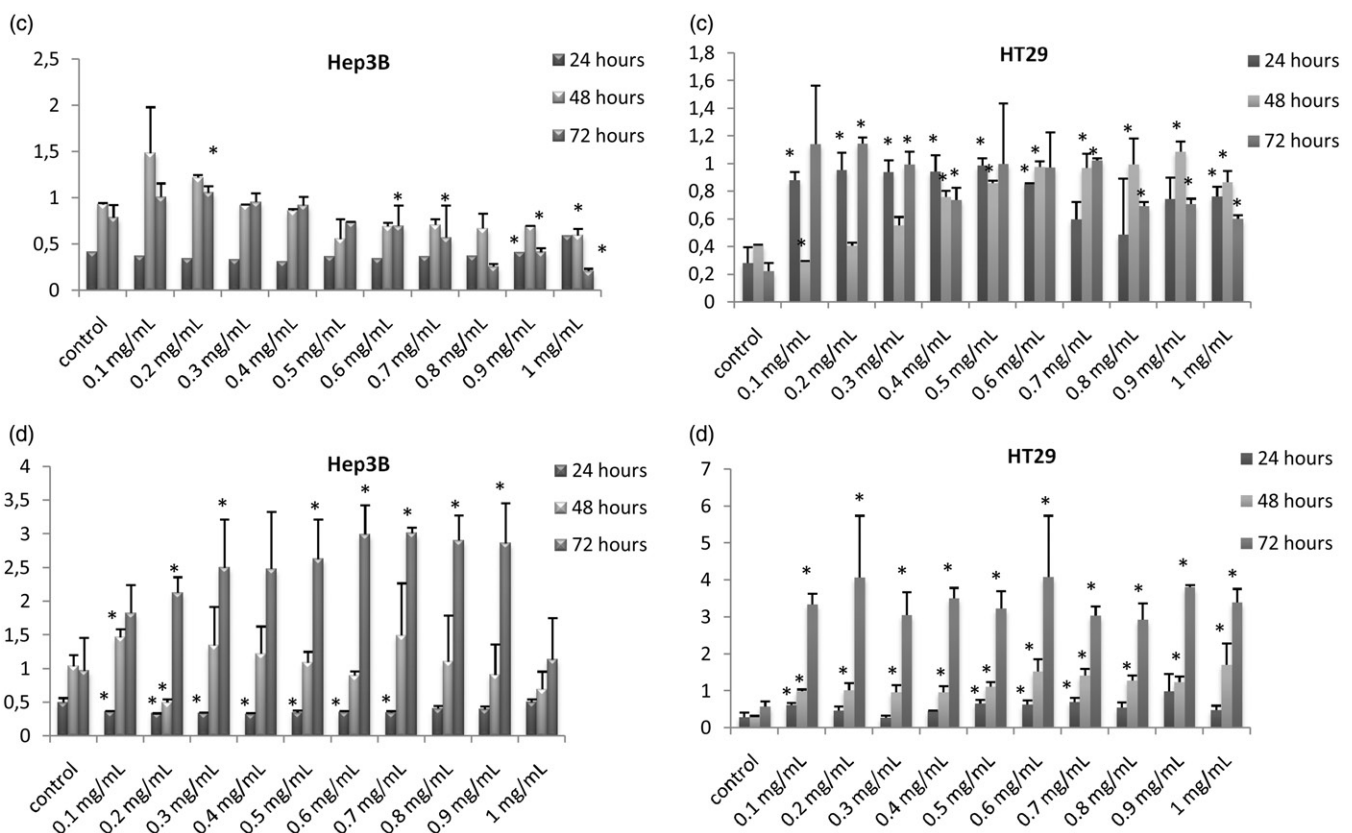 (c)
Hep3B
2,5
2
1,5
1
0,5
0
24 hours
48 hours
72 hours
* * * * * * *
control
0.1 mg/mL
0.2 mg/mL
0.3 mg/mL
0.4 mg/mL
0.5 mg/mL
0.6 mg/mL
0.7 mg/mL
0.8 mg/mL
0.9 mg/mL
1 mg/mL
(c)
HT29
1,8
1,6
1,4
1,2
1
0,8
0,6
0,4
0,2
0
24 hours
48 hours
72 hours
* * * * * * * * * * * * * * * * * * * * *
control
0.1 mg/mL
0.2 mg/mL
0.3 mg/mL
0.4 mg/mL
0.5 mg/mL
0.6 mg/mL
0.7 mg/mL
0.8 mg/mL
0.9 mg/mL
1 mg/mL
(d)
Hep3B
4
3,5
3
2,5
2
1,5
1
0,5
0
24 hours
48 hours
72 hours
* * * * * * * * * * * * * * * *
control
0.1 mg/mL
0.2 mg/mL
0.3 mg/mL
0.4 mg/mL
0.5 mg/mL
0.6 mg/mL
0.7 mg/mL
0.8 mg/mL
0.9 mg/mL
1 mg/mL
(d)
HT29
7
6
5
4
3
2
1
0
24 hours
48 hours
72 hours
* * * * * * * * * * * * * * * * * * * * * * * *
control
0.1 mg/mL
0.2 mg/mL
0.3 mg/mL
0.4 mg/mL
0.5 mg/mL
0.6 mg/mL
0.7 mg/mL
0.8 mg/mL
0.9 mg/mL
1 mg/mL